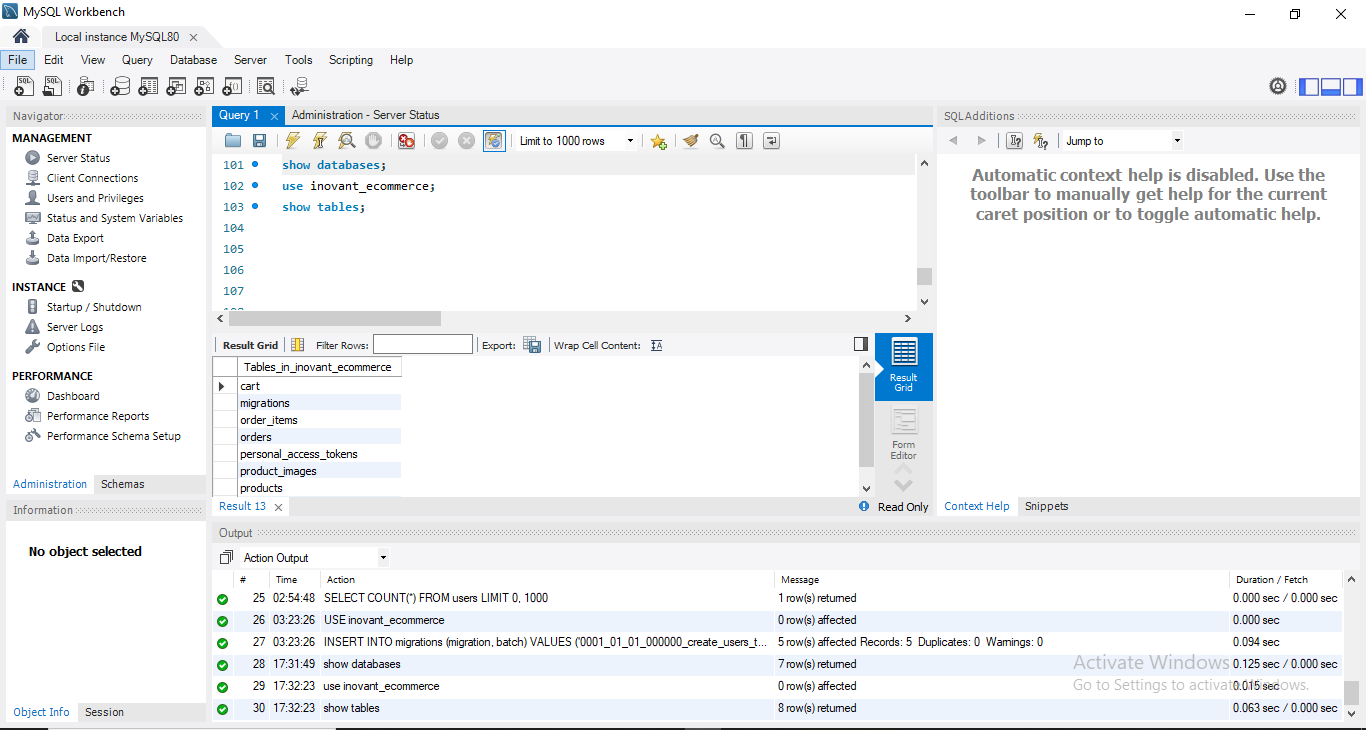 MySQL Workbench
Local instance MySQL80
File Edit View Query Database Server Tools Scripting Help
Navigator
MANAGEMENT
Server Status
Client Connections
Users and Privileges
Status and System Variables
Data Export
Data Import/Restore
INSTANCE
Startup / Shutdown
Server Logs
Options File
PERFORMANCE
Dashboard
Performance Reports
Performance Schema Setup
Administration Schemas
Information
No object selected
Object Info Session
Query 1 Administration - Server Status
Limit to 1000 rows
101 show databases;
102 use inovant_ecommerce;
103 show tables;
104
105
106
107
Result Grid Filter Rows: Export: Wrap Cell Content:
Tables_in_inovant_ecommerce
cart
migrations
order_items
orders
personal_access_tokens
product_images
products
Result Grid
Form Editor
Result 13 Read Only
SQLAdditions
Jump to
Automatic context help is disabled. Use the
toolbar to manually get help for the current
caret position or to toggle automatic help.
Context Help Snippets
Output
Action Output
# Time Action Message Duration / Fetch
25 02:54:48 SELECT COUNT(*) FROM users LIMIT 0, 1000 1 row(s) returned 0.000 sec / 0.000 sec
26 03:23:26 USE inovant_ecommerce 0 row(s) affected 0.000 sec
27 03:23:26 INSERT INTO migrations (migration, batch) VALUES ('0001_01_01_000000_create_users_t... 5 row(s) affected Records: 5 Duplicates: 0 Warnings: 0 0.094 sec
28 17:31:49 show databases 7 row(s) returned 0.125 sec / 0.000 sec
29 17:32:23 use inovant_ecommerce 0 row(s) affected 0.015 sec
30 17:32:23 show tables 8 row(s) returned 0.063 sec / 0.000 sec
Activate Windows
Go to Settings to activate Windows.